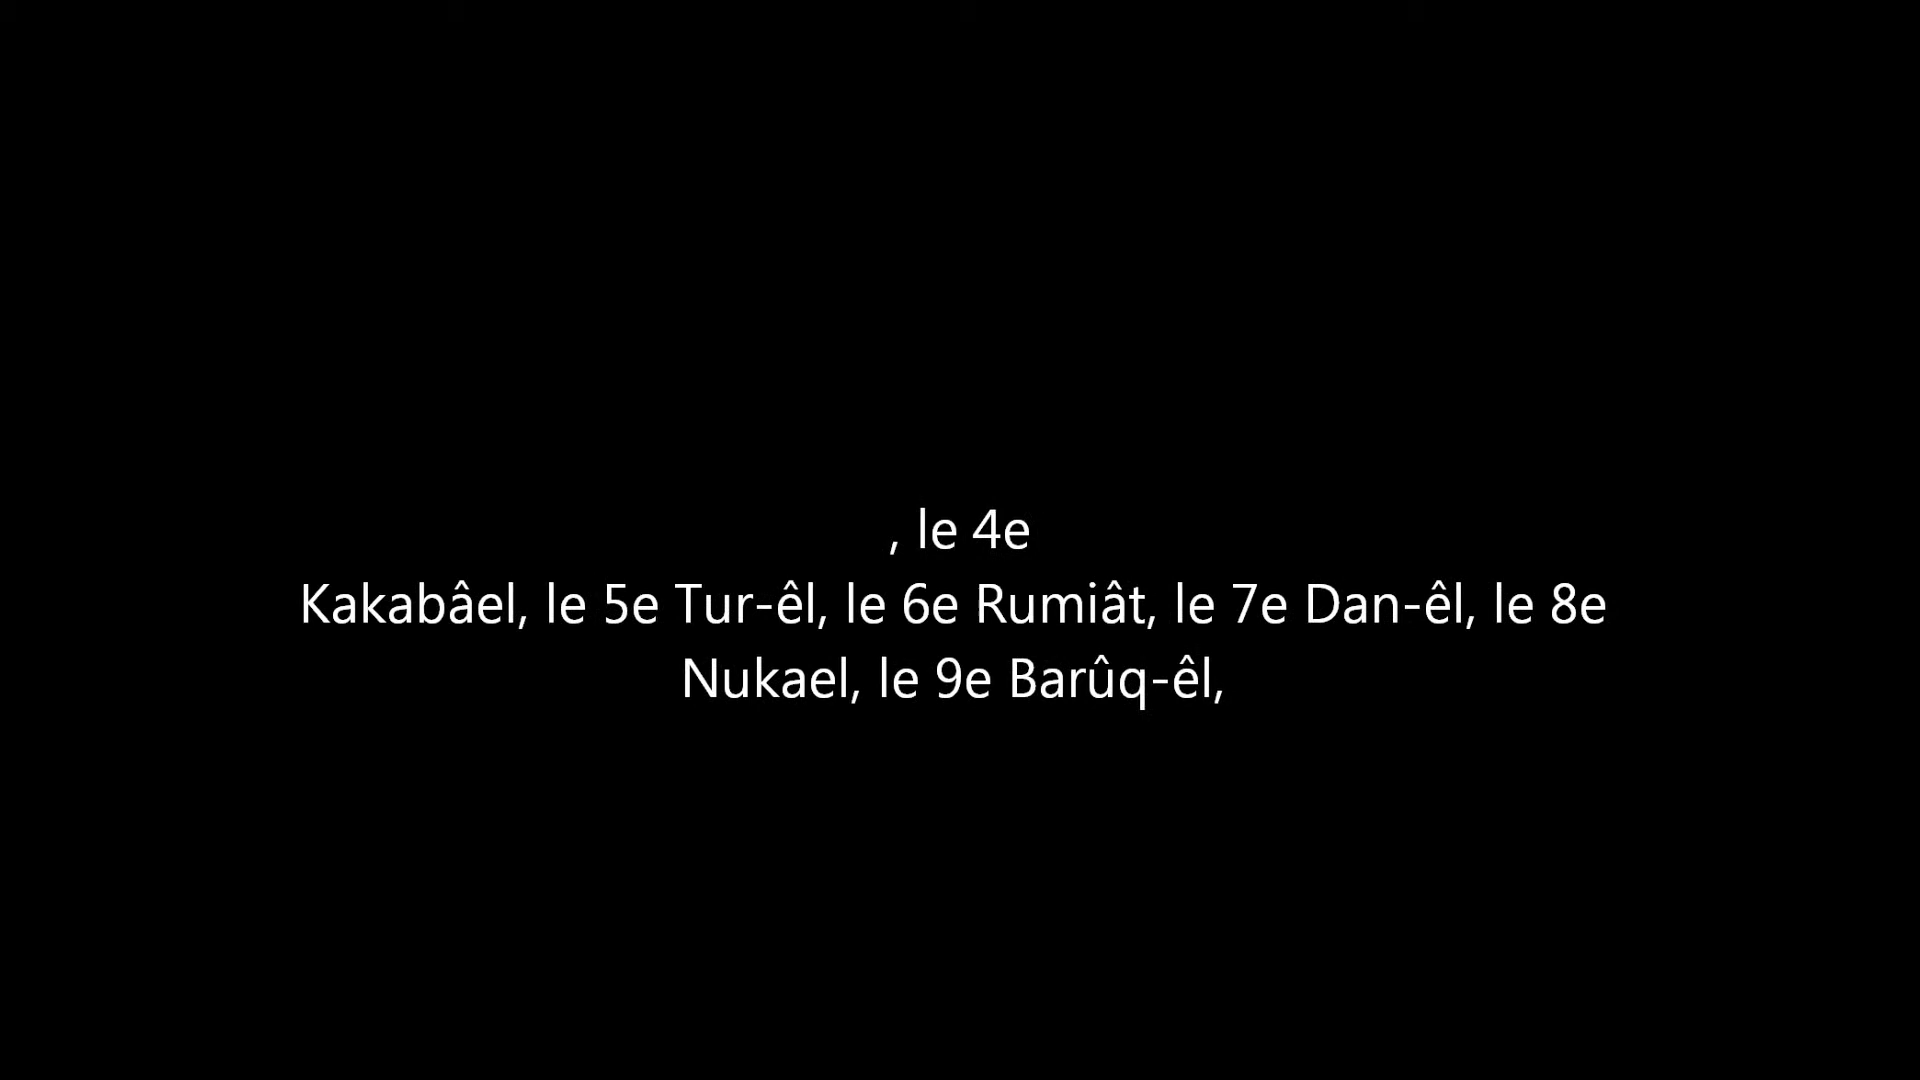 , le 4e
Kakabâel, le 5e Tur-êl, le 6e Rumiât, le 7e Dan-êl, le 8e
Nukael, le 9e Barûq-êl,